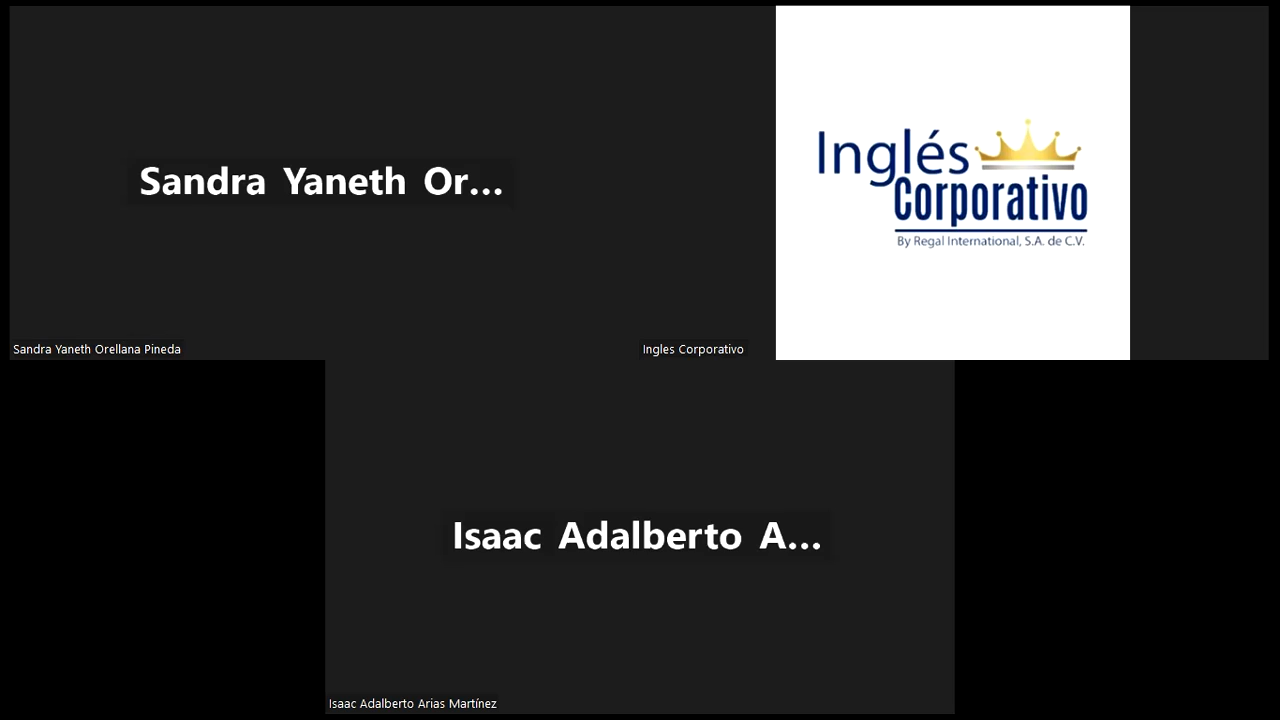 Sandra Yaneth Or...
Sandra Yaneth Orellana Pineda
Inglés
Corporativo
By Regal International, S.A. de C.V.
Ingles Corporativo
Isaac Adalberto A...
Isaac Adalberto Arias Martínez